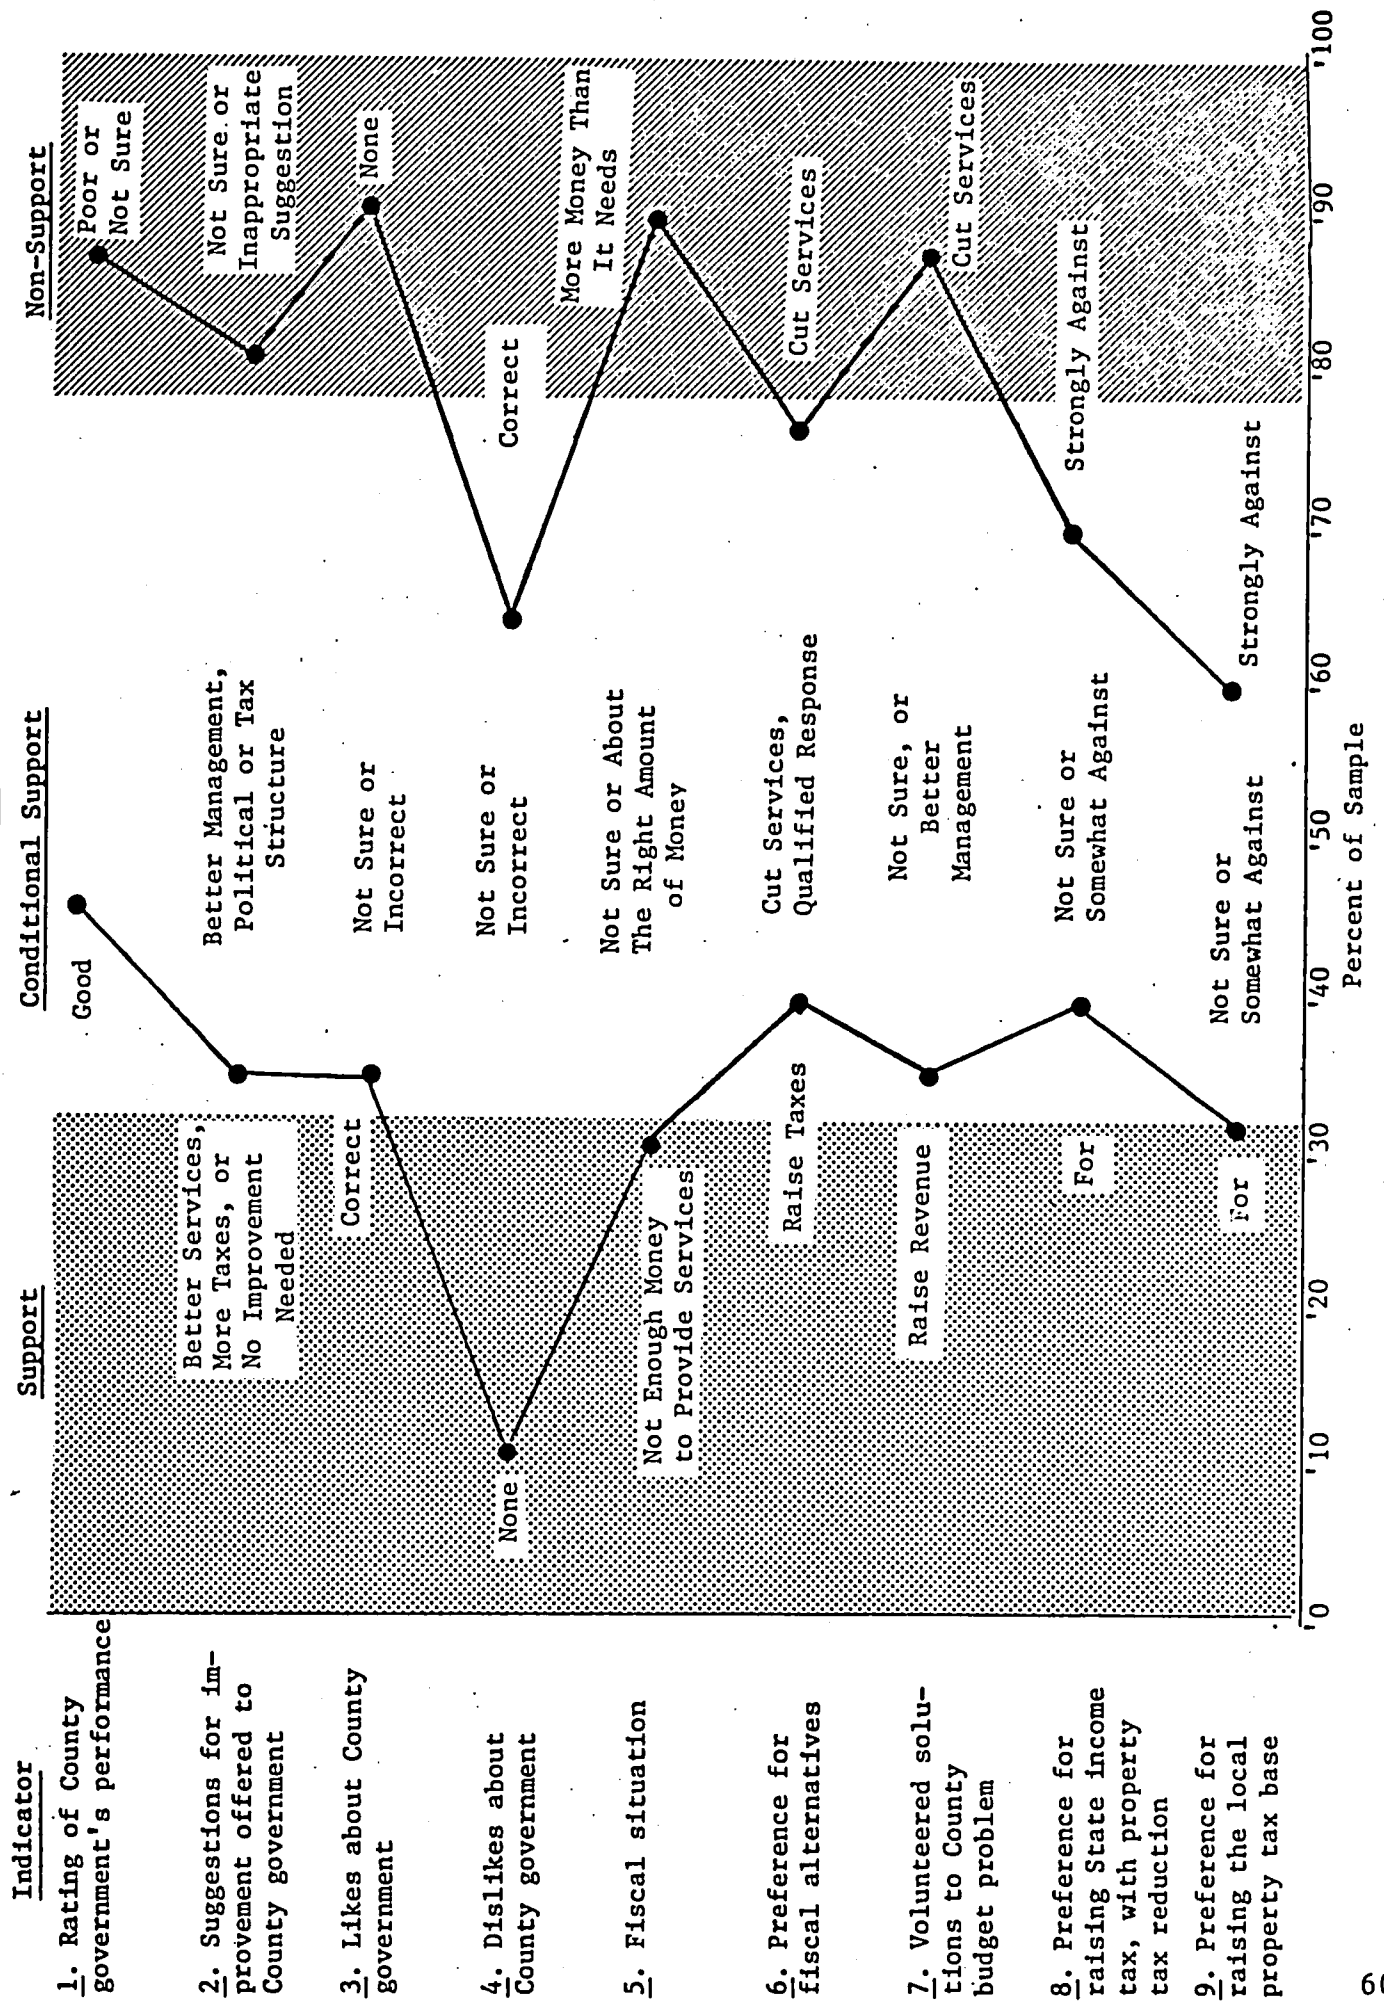 Indicator
Support
Conditional Support
Non-Support
1. Rating of County
government's performance
Good
Poor or
Not Sure
2. Suggestions for im-
provement offered to
County government
Better Services,
More Taxes, or
No Improvement
Needed
Better Management,
Political or Tax
Structure
Not Sure or
Inappropriate
Suggestion
3. Likes about County
government
Correct
Not Sure or
Incorrect
None
4. Dislikes about
County government
None
Not Sure or
Incorrect
Correct
5. Fiscal situation
Not Enough Money
to Provide Services
Not Sure or About
The Right Amount
of Money
More Money Than
It Needs
6. Preference for
fiscal alternatives
Raise Taxes
Cut Services,
Qualified Response
Cut Services
7. Volunteered solu-
tions to County
budget problem
Raise Revenue
Not Sure, or
Better
Management
Cut Services
8. Preference for
raising State income
tax, with property
tax reduction
For
Not Sure or
Somewhat Against
Strongly Against
9. Preference for
raising the local
property tax base
For
Not Sure or
Somewhat Against
Strongly Against
0 10 20 30 40 50 60 70 80 90 100
Percent of Sample